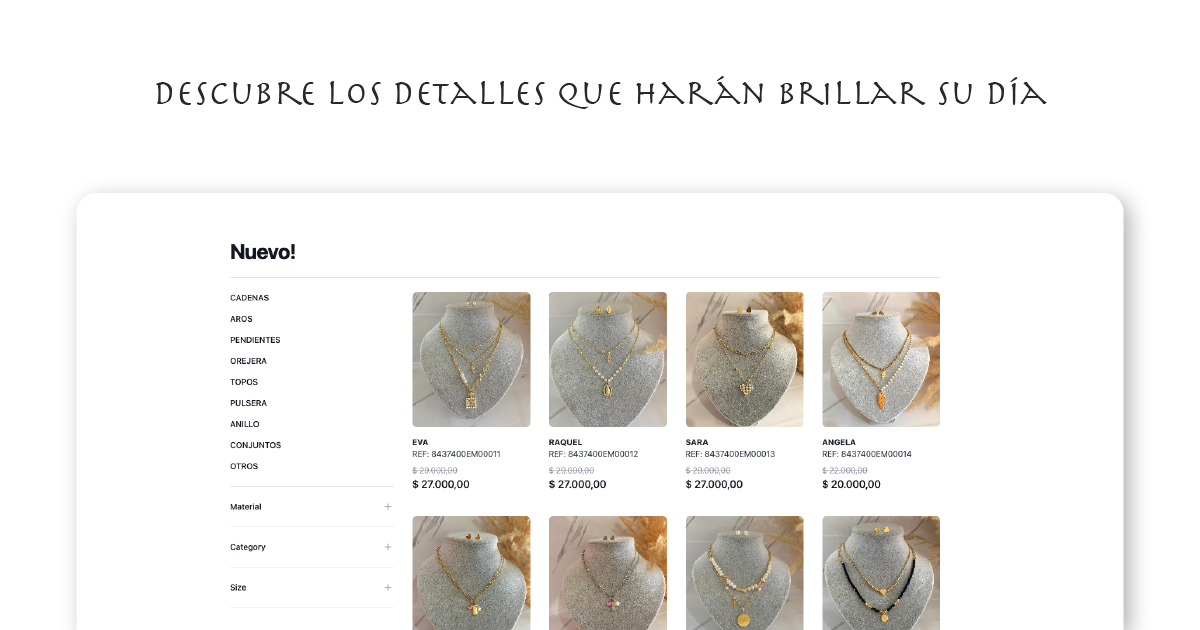 DESCUBRE LOS DETALLES QUE HARÁN BRILLAR SU DÍA
Nuevo!
CADENAS
AROS
PENDIENTES
OREJERA
TOPOS
PULSERA
ANILLO
CONJUNTOS
OTROS
Material +
Category +
Size +
EVA
REF: 8437400EM00011
$ 29.000,00
$ 27.000,00
RAQUEL
REF: 8437400EM00012
$ 29.000,00
$ 27.000,00
SARA
REF: 8437400EM00013
$ 29.000,00
$ 27.000,00
ANGELA
REF: 8437400EM00014
$ 22.000,00
$ 20.000,00